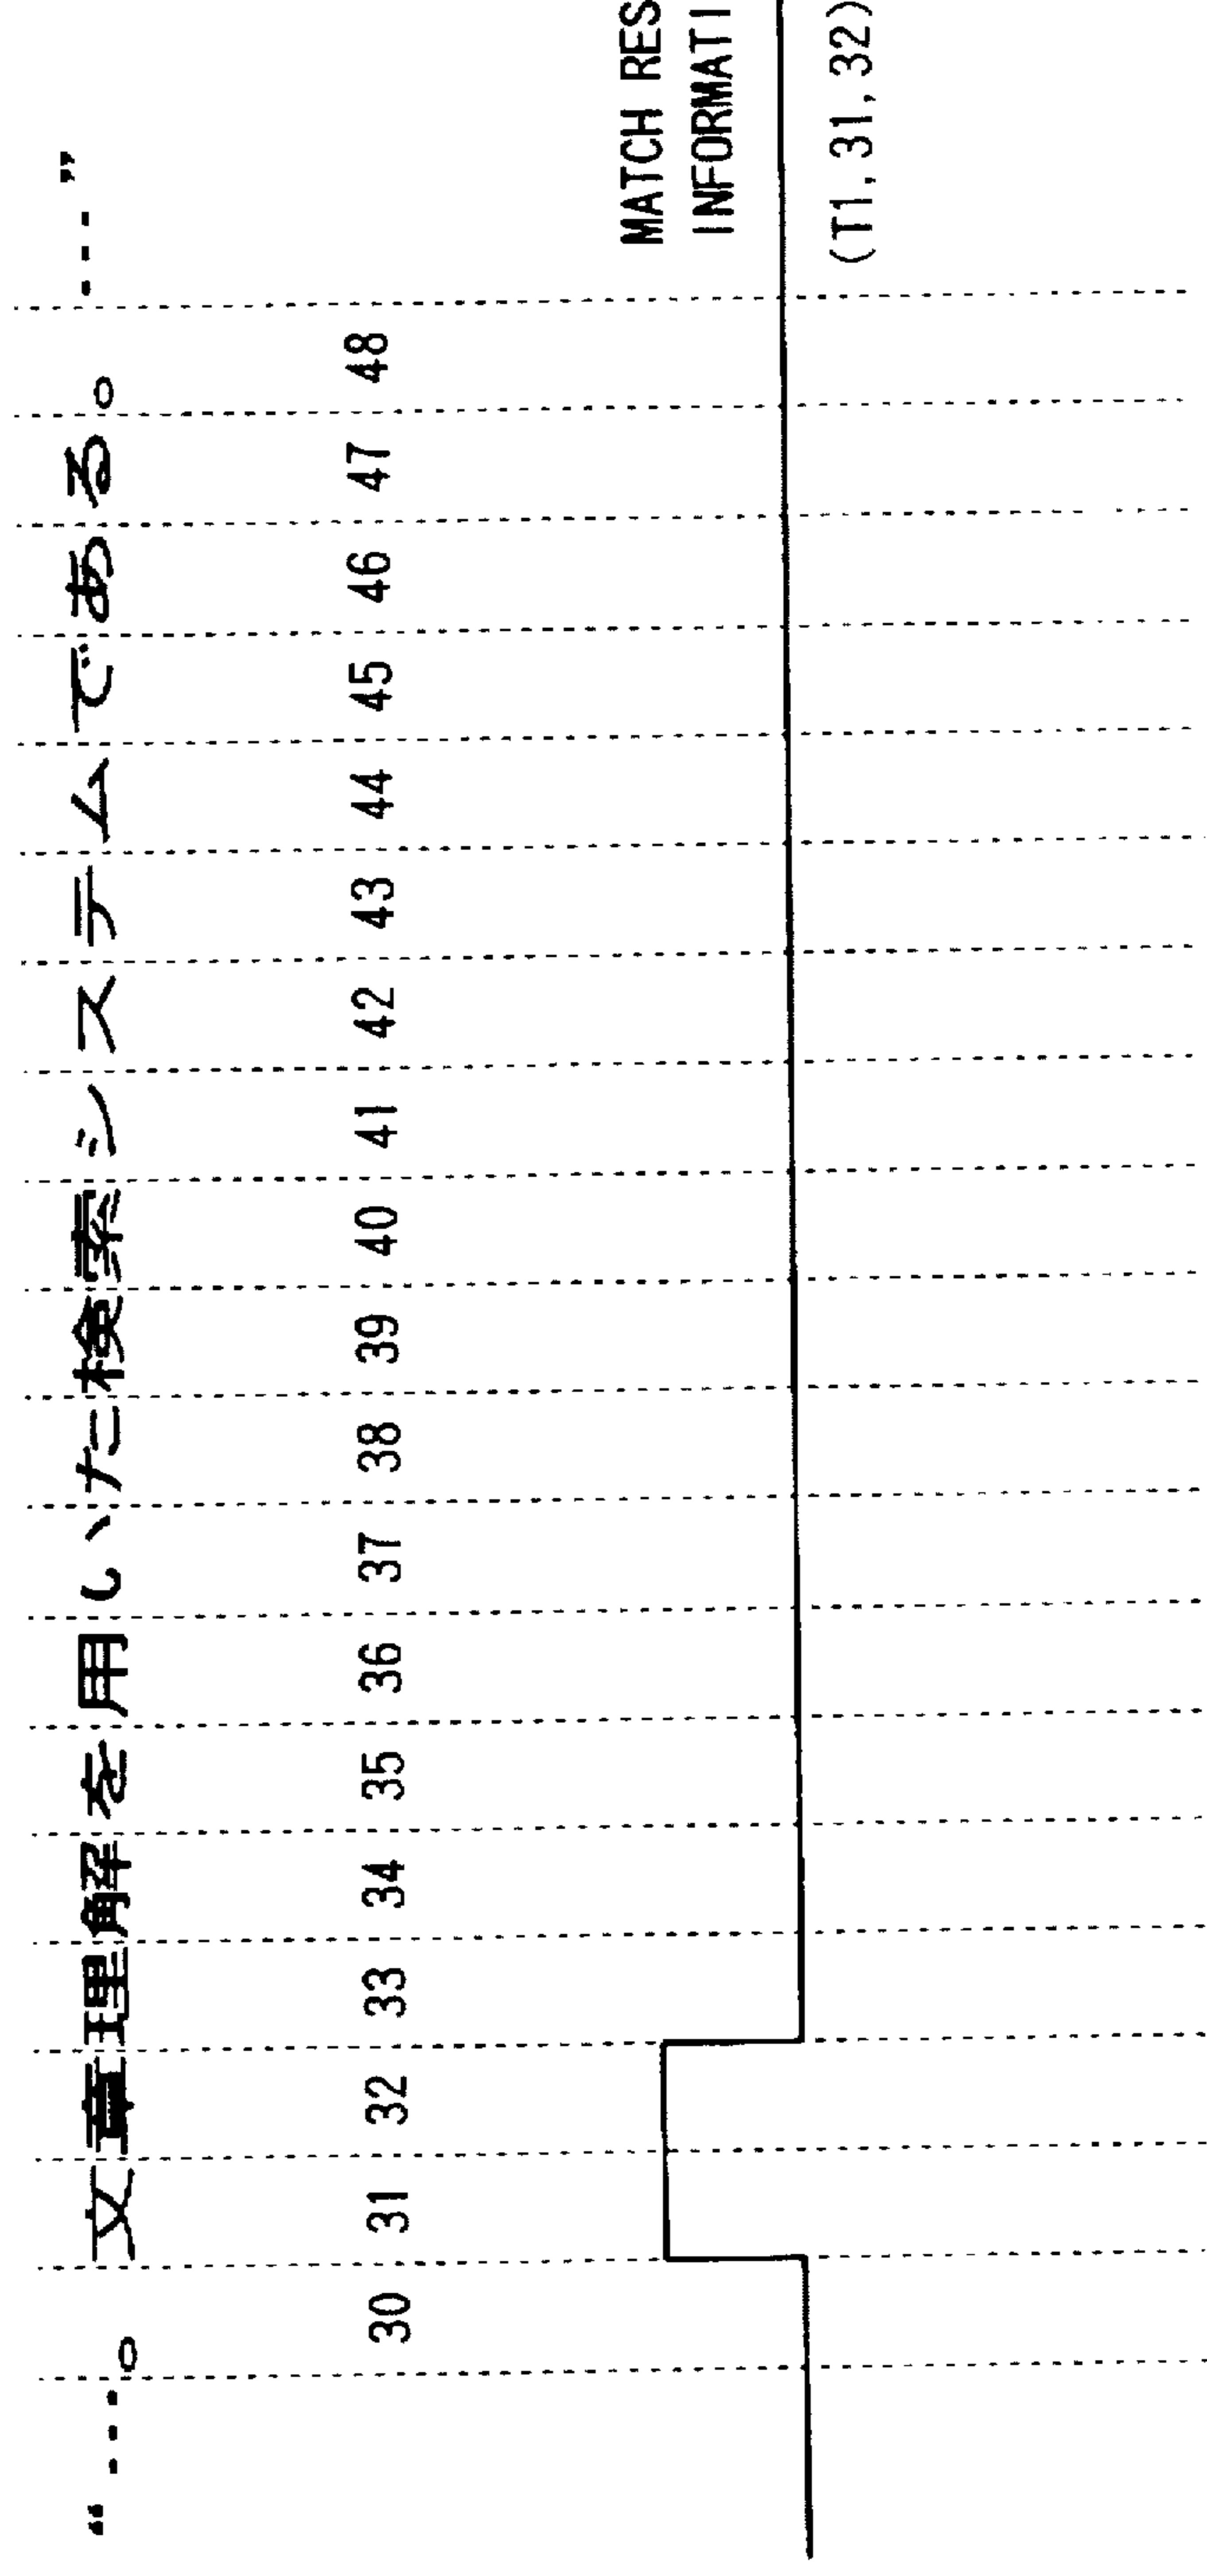 “---。文章理解を用いた検索システムである。---”
30 31 32 33 34 35 36 37 38 39 40 41 42 43 44 45 46 47 48
MATCH RES
INFORMATI
(T1,31,32)